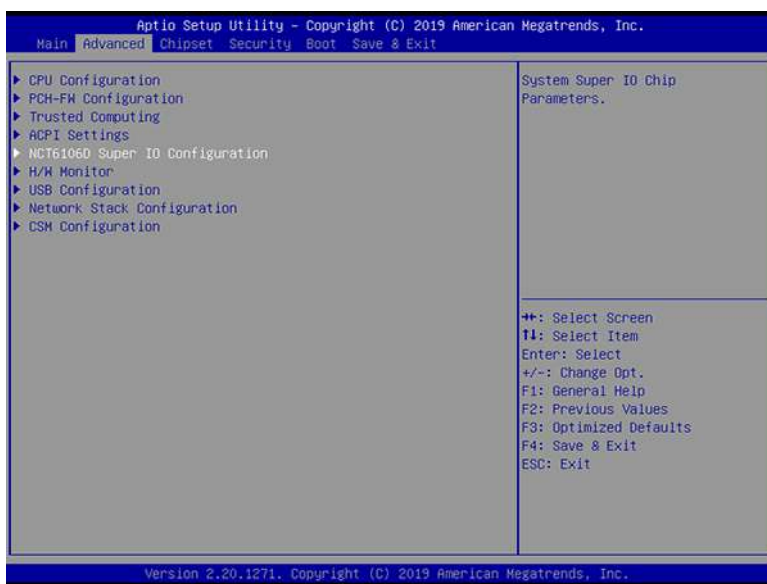 Aptio Setup Utility – Copyright (C) 2019 American Megatrends, Inc.
Main Advanced Chipset Security Boot Save & Exit
CPU Configuration
PCH-FW Configuration
Trusted Computing
ACPI Settings
NCT6106D Super IO Configuration
H/W Monitor
USB Configuration
Network Stack Configuration
CSM Configuration
System Super IO Chip
Parameters.
→←: Select Screen
↑↓: Select Item
Enter: Select
+/-: Change Opt.
F1: General Help
F2: Previous Values
F3: Optimized Defaults
F4: Save & Exit
ESC: Exit
Version 2.20.1271. Copyright (C) 2019 American Megatrends, Inc.